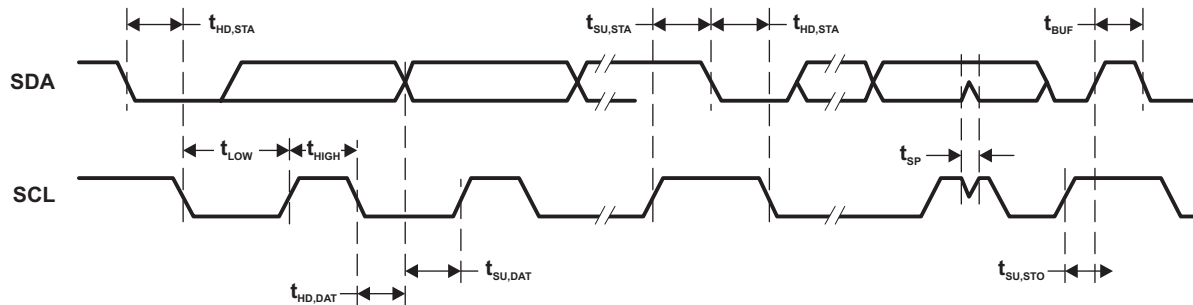 tHD,STA
tSU,STA
tHD,STA
tBUF
SDA
tLOW
tHIGH
tSP
SCL
tSU,DAT
tSU,STO
tHD,DAT